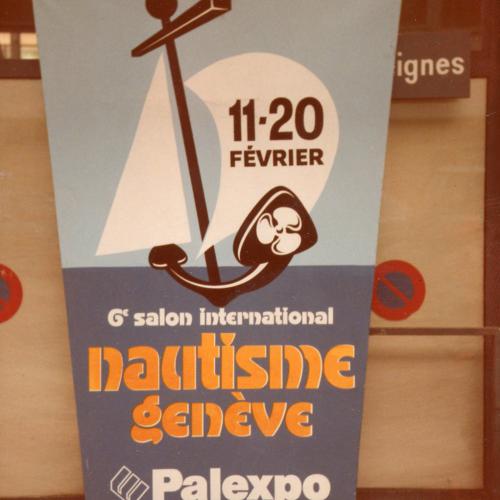 ignes
11-20
FÉVRIER
6e salon international
nautisme
genève
Palexpo